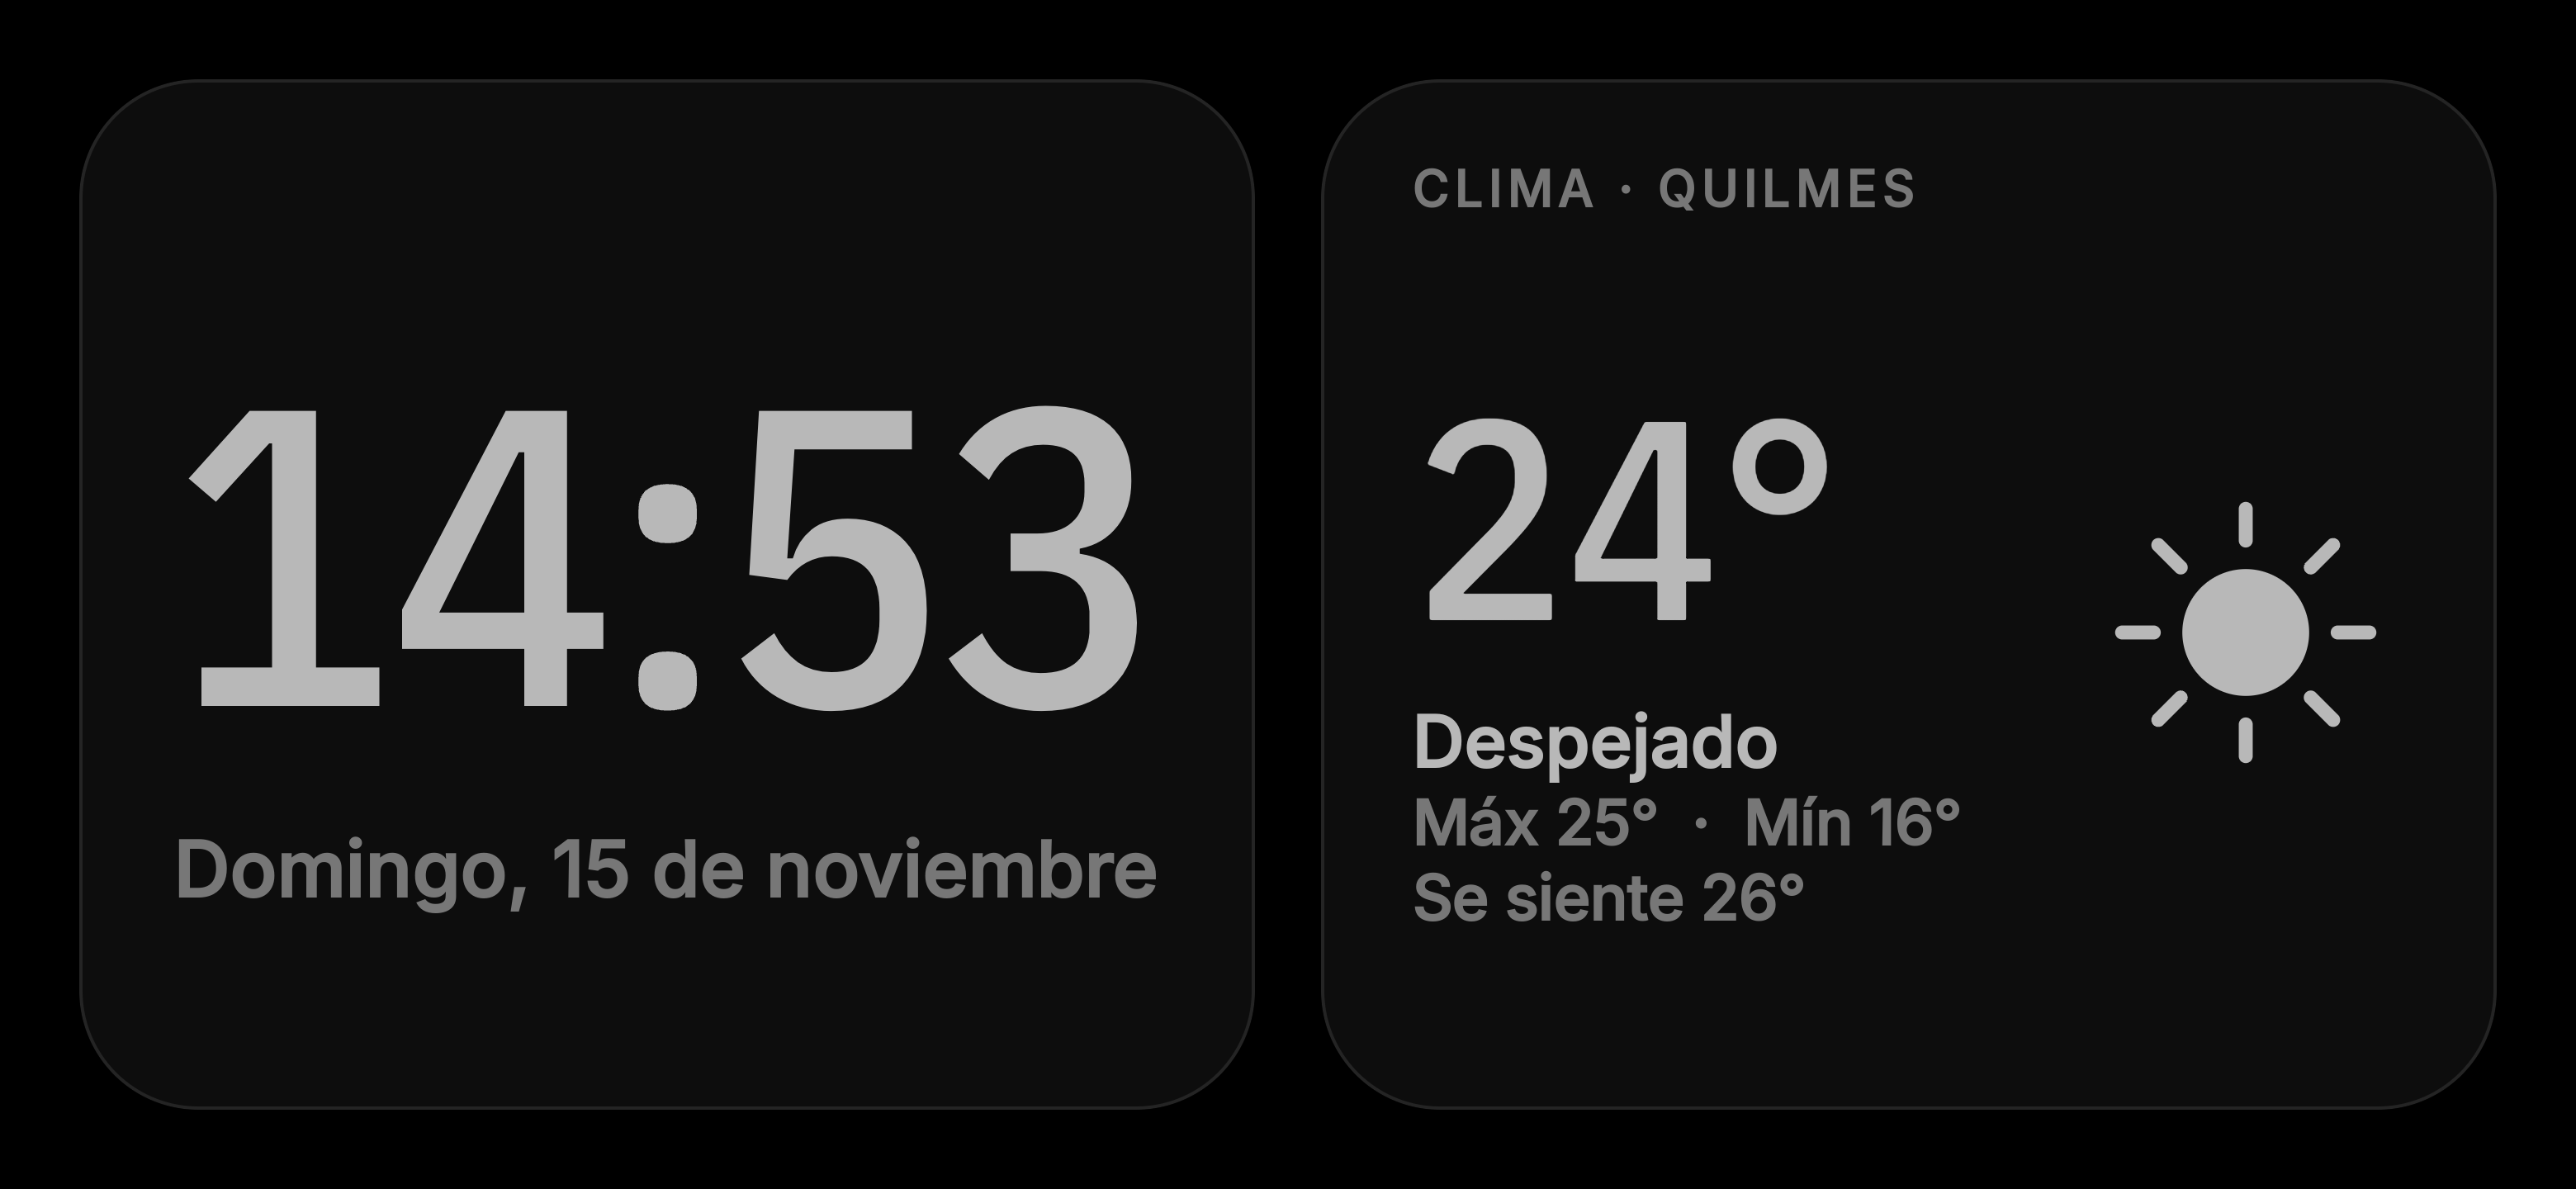 14:53
Domingo, 15 de noviembre
CLIMA · QUILMES
24°
Despejado
Máx 25° · Mín 16°
Se siente 26°